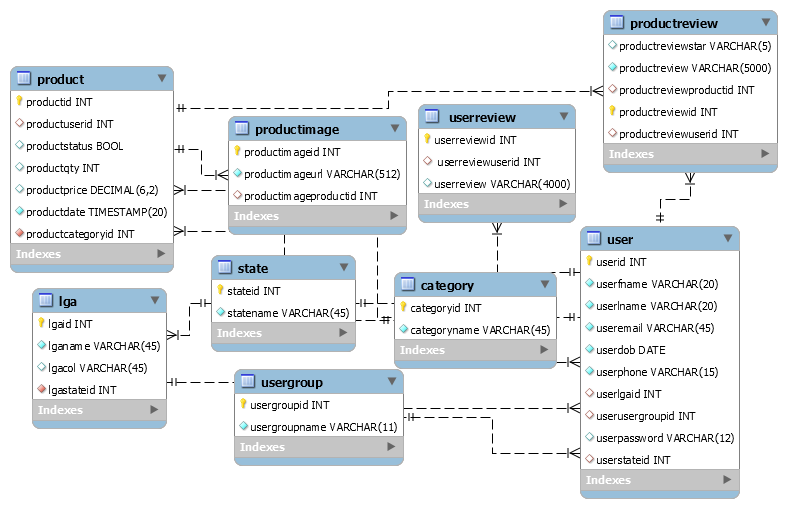 productreview
productreviewstar VARCHAR(5)
productreview VARCHAR(5000)
productreviewproductid INT
productreviewid INT
productreviewuserid INT
Indexes
product
productid INT
productuserid INT
productstatus BOOL
productqty INT
productprice DECIMAL(6,2)
productdate TIMESTAMP(20)
productcategoryid INT
Indexes
productimage
productimageid INT
productimageurl VARCHAR(512)
productimageproductid INT
Indexes
userreview
userreviewid INT
userreviewuserid INT
userreview VARCHAR(4000)
Indexes
user
userid INT
userfname VARCHAR(20)
userlname VARCHAR(20)
useremail VARCHAR(45)
userdob DATE
userphone VARCHAR(15)
userlgaid INT
userusergroupid INT
userpassword VARCHAR(12)
userstateid INT
Indexes
state
stateid INT
statename VARCHAR(45)
Indexes
category
categoryid INT
categoryname VARCHAR(45)
Indexes
lga
lgaid INT
lganame VARCHAR(45)
lgacol VARCHAR(45)
lgastateid INT
Indexes
usergroup
usergroupid INT
usergroupname VARCHAR(11)
Indexes